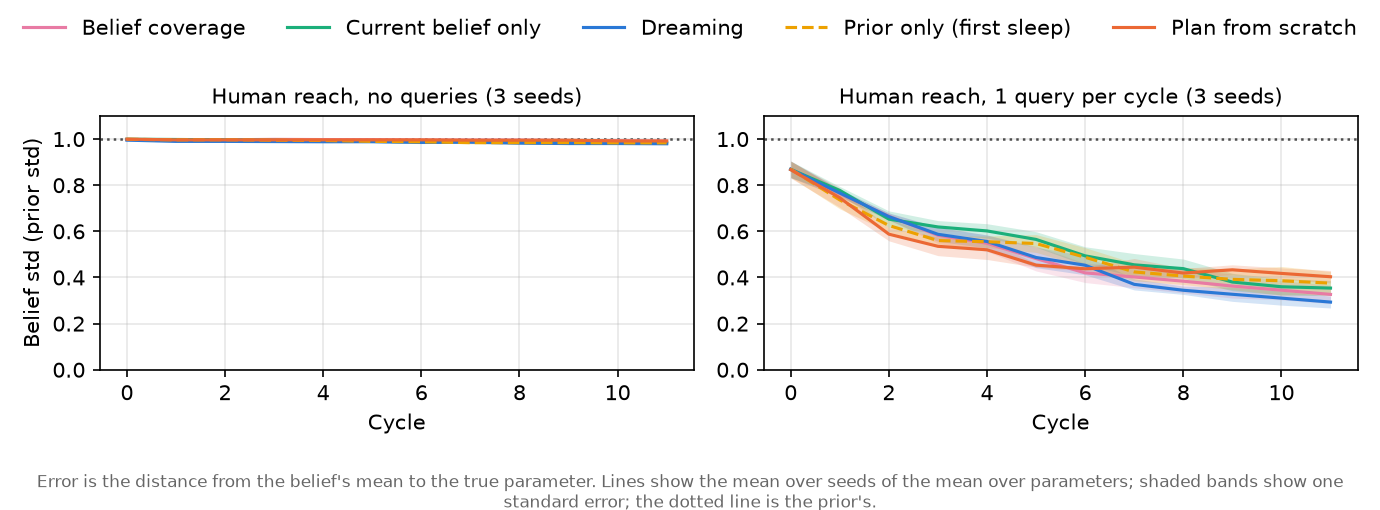 Belief coverage
Current belief only
Dreaming
Prior only (first sleep)
Plan from scratch
Human reach, no queries (3 seeds)
Belief std (prior std)
1.0
0.8
0.6
0.4
0.2
0.0
0
2
4
6
8
10
Cycle
Human reach, 1 query per cycle (3 seeds)
1.0
0.8
0.6
0.4
0.2
0.0
0
2
4
6
8
10
Cycle
Error is the distance from the belief's mean to the true parameter. Lines show the mean over seeds of the mean over parameters; shaded bands show one
standard error; the dotted line is the prior's.